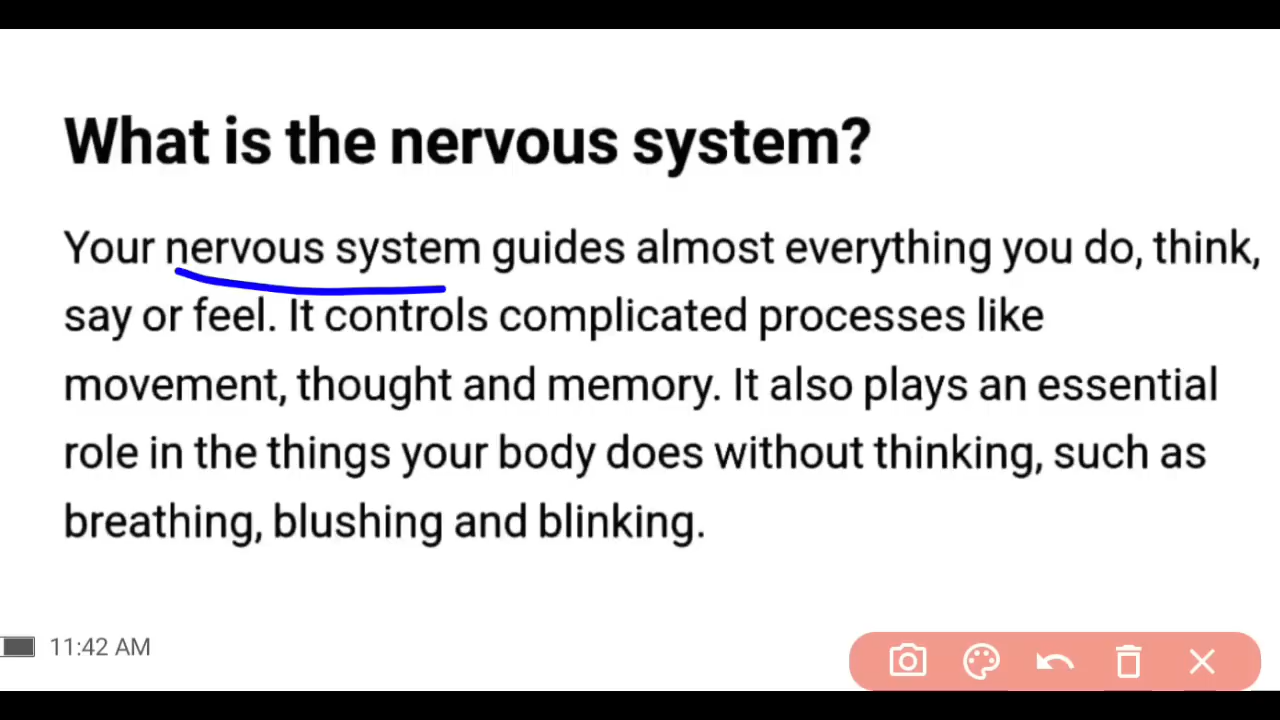 What is the nervous system?
Your nervous system guides almost everything you do, think,
say or feel. It controls complicated processes like
movement, thought and memory. It also plays an essential
role in the things your body does without thinking, such as
breathing, blushing and blinking.
11:42 AM